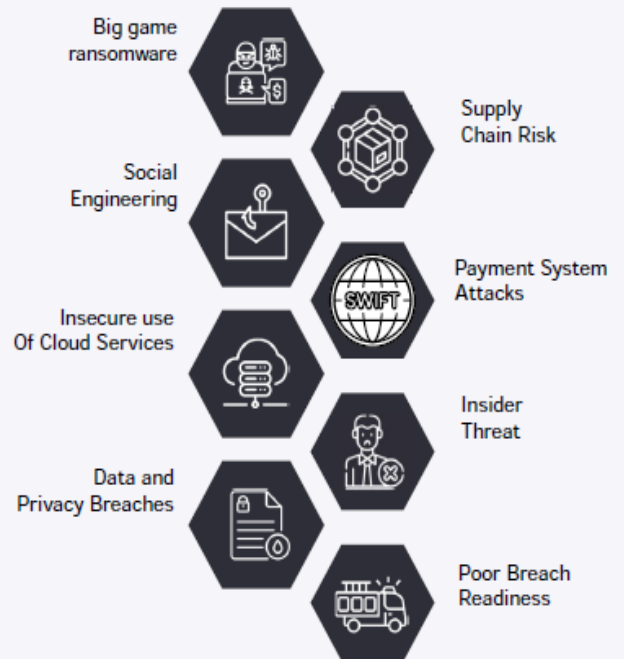 Big game
ransomware
Supply
Chain Risk
Social
Engineering
$
Payment System
Attacks
SWIFT
Insecure use
Of Cloud Services
Insider
Threat
Data and
Privacy Breaches
Poor Breach
Readiness